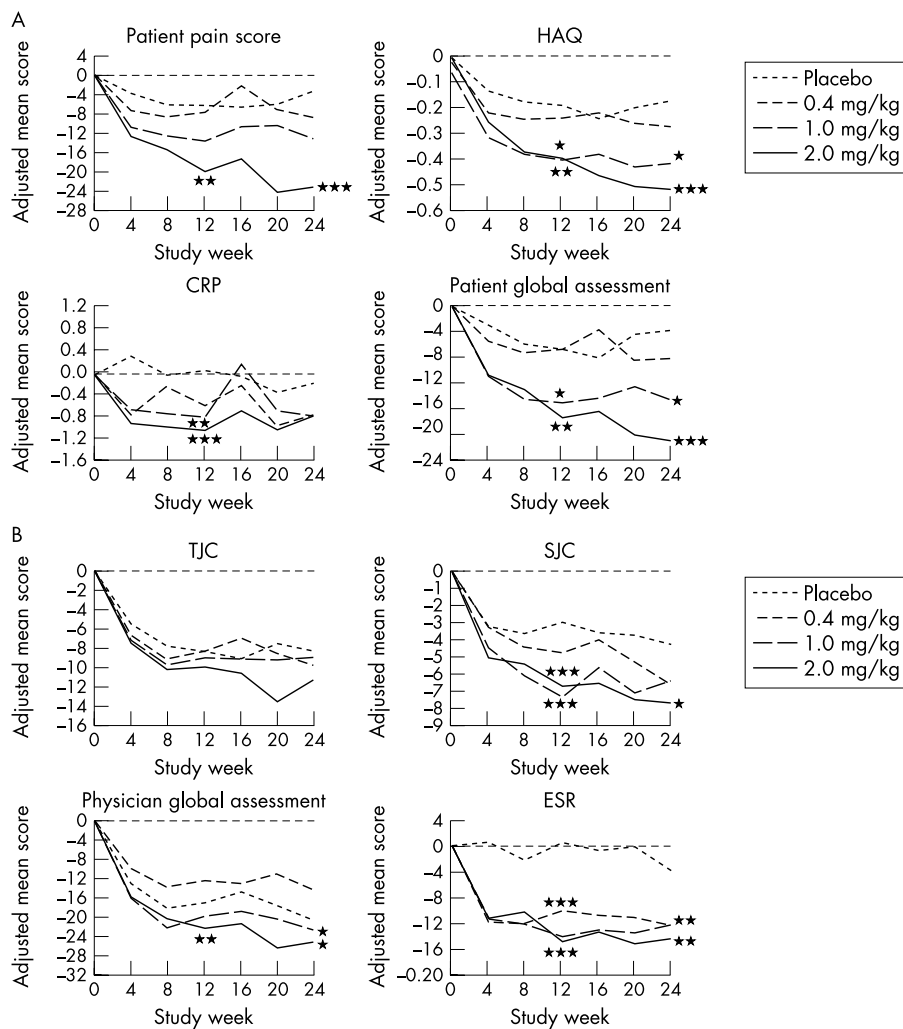 A
Patient pain score
Adjusted mean score
4
0
–4
–8
–12
–16
–20
–24
–28
★★
★★★
0 4 8 12 16 20 24
Study week
HAQ
Adjusted mean score
0
–0.1
–0.2
–0.3
–0.4
–0.5
–0.6
★
★★
★
★★★
0 4 8 12 16 20 24
Study week
Placebo
0.4 mg/kg
1.0 mg/kg
2.0 mg/kg
CRP
Adjusted mean score
1.2
0.8
0.4
0.0
–0.4
–0.8
–1.2
–1.6
★★
★★★
0 4 8 12 16 20 24
Study week
Patient global assessment
Adjusted mean score
0
–4
–8
–12
–16
–20
–24
★
★★
★
★★★
0 4 8 12 16 20 24
Study week
B
TJC
Adjusted mean score
0
–2
–4
–6
–8
–10
–12
–14
–16
0 4 8 12 16 20 24
Study week
SJC
Adjusted mean score
0
–1
–2
–3
–4
–5
–6
–7
–8
–9
★★★
★★★
★
0 4 8 12 16 20 24
Study week
Placebo
0.4 mg/kg
1.0 mg/kg
2.0 mg/kg
Physician global assessment
Adjusted mean score
0
–4
–8
–12
–16
–20
–24
–28
–32
★★
★
★
0 4 8 12 16 20 24
Study week
ESR
Adjusted mean score
4
0
–4
–8
–12
–16
–0.20
★★★
★★★
★★
★★
0 4 8 12 16 20 24
Study week